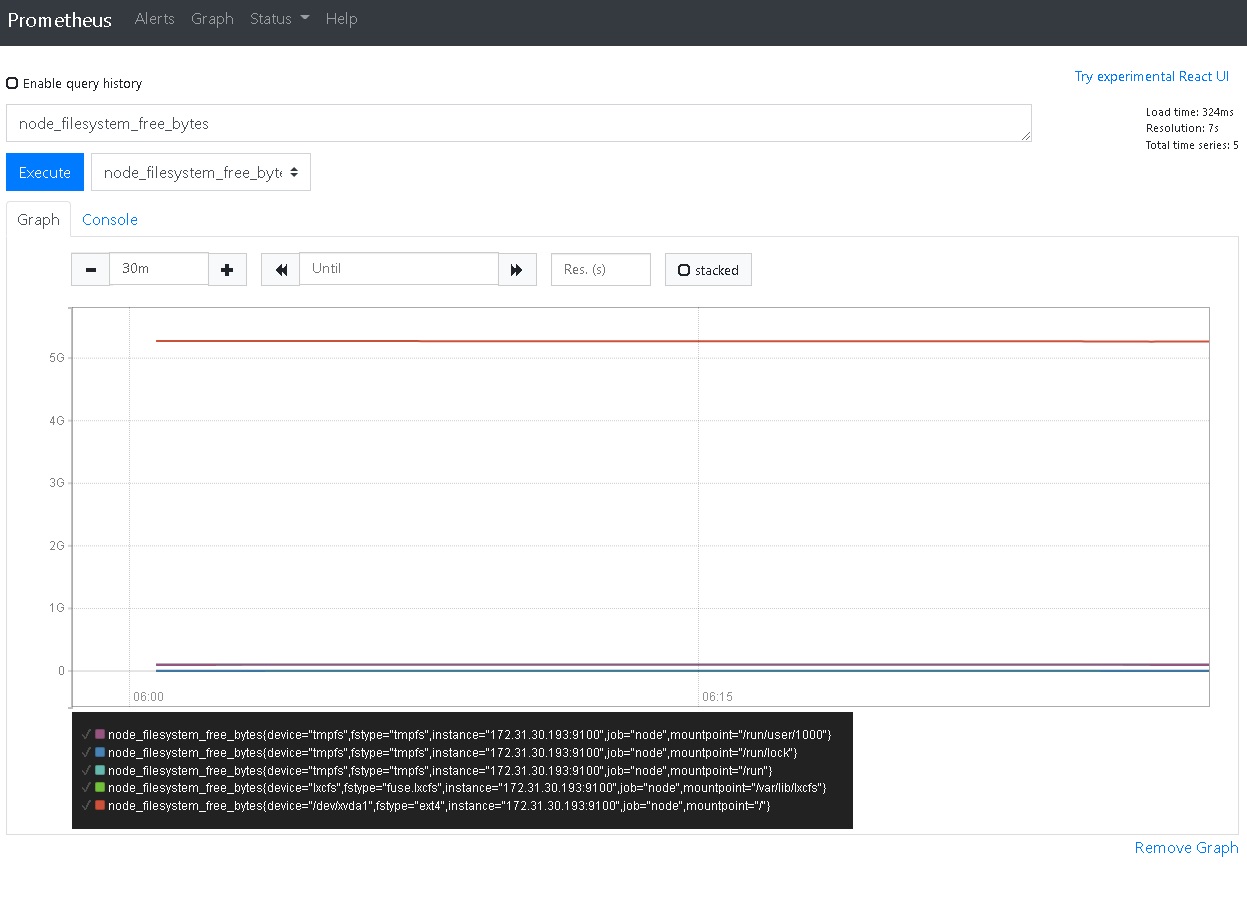 Prometheus Alerts Graph Status Help
Enable query history
Try experimental React UI
node_filesystem_free_bytes
Load time: 324ms
Resolution: 7s
Total time series: 5
Execute
node_filesystem_free_byte
Graph Console
30m
Until
Res. (s)
stacked
5G
4G
3G
2G
1G
0
06:00 06:15
node_filesystem_free_bytes{device="tmpfs",fstype="tmpfs",instance="172.31.30.193:9100",job="node",mountpoint="/run/user/1000"}
node_filesystem_free_bytes{device="tmpfs",fstype="tmpfs",instance="172.31.30.193:9100",job="node",mountpoint="/run/lock"}
node_filesystem_free_bytes{device="tmpfs",fstype="tmpfs",instance="172.31.30.193:9100",job="node",mountpoint="/run"}
node_filesystem_free_bytes{device="lxcfs",fstype="fuse.lxcfs",instance="172.31.30.193:9100",job="node",mountpoint="/var/lib/lxcfs"}
node_filesystem_free_bytes{device="/dev/xvda1",fstype="ext4",instance="172.31.30.193:9100",job="node",mountpoint="/"}
Remove Graph